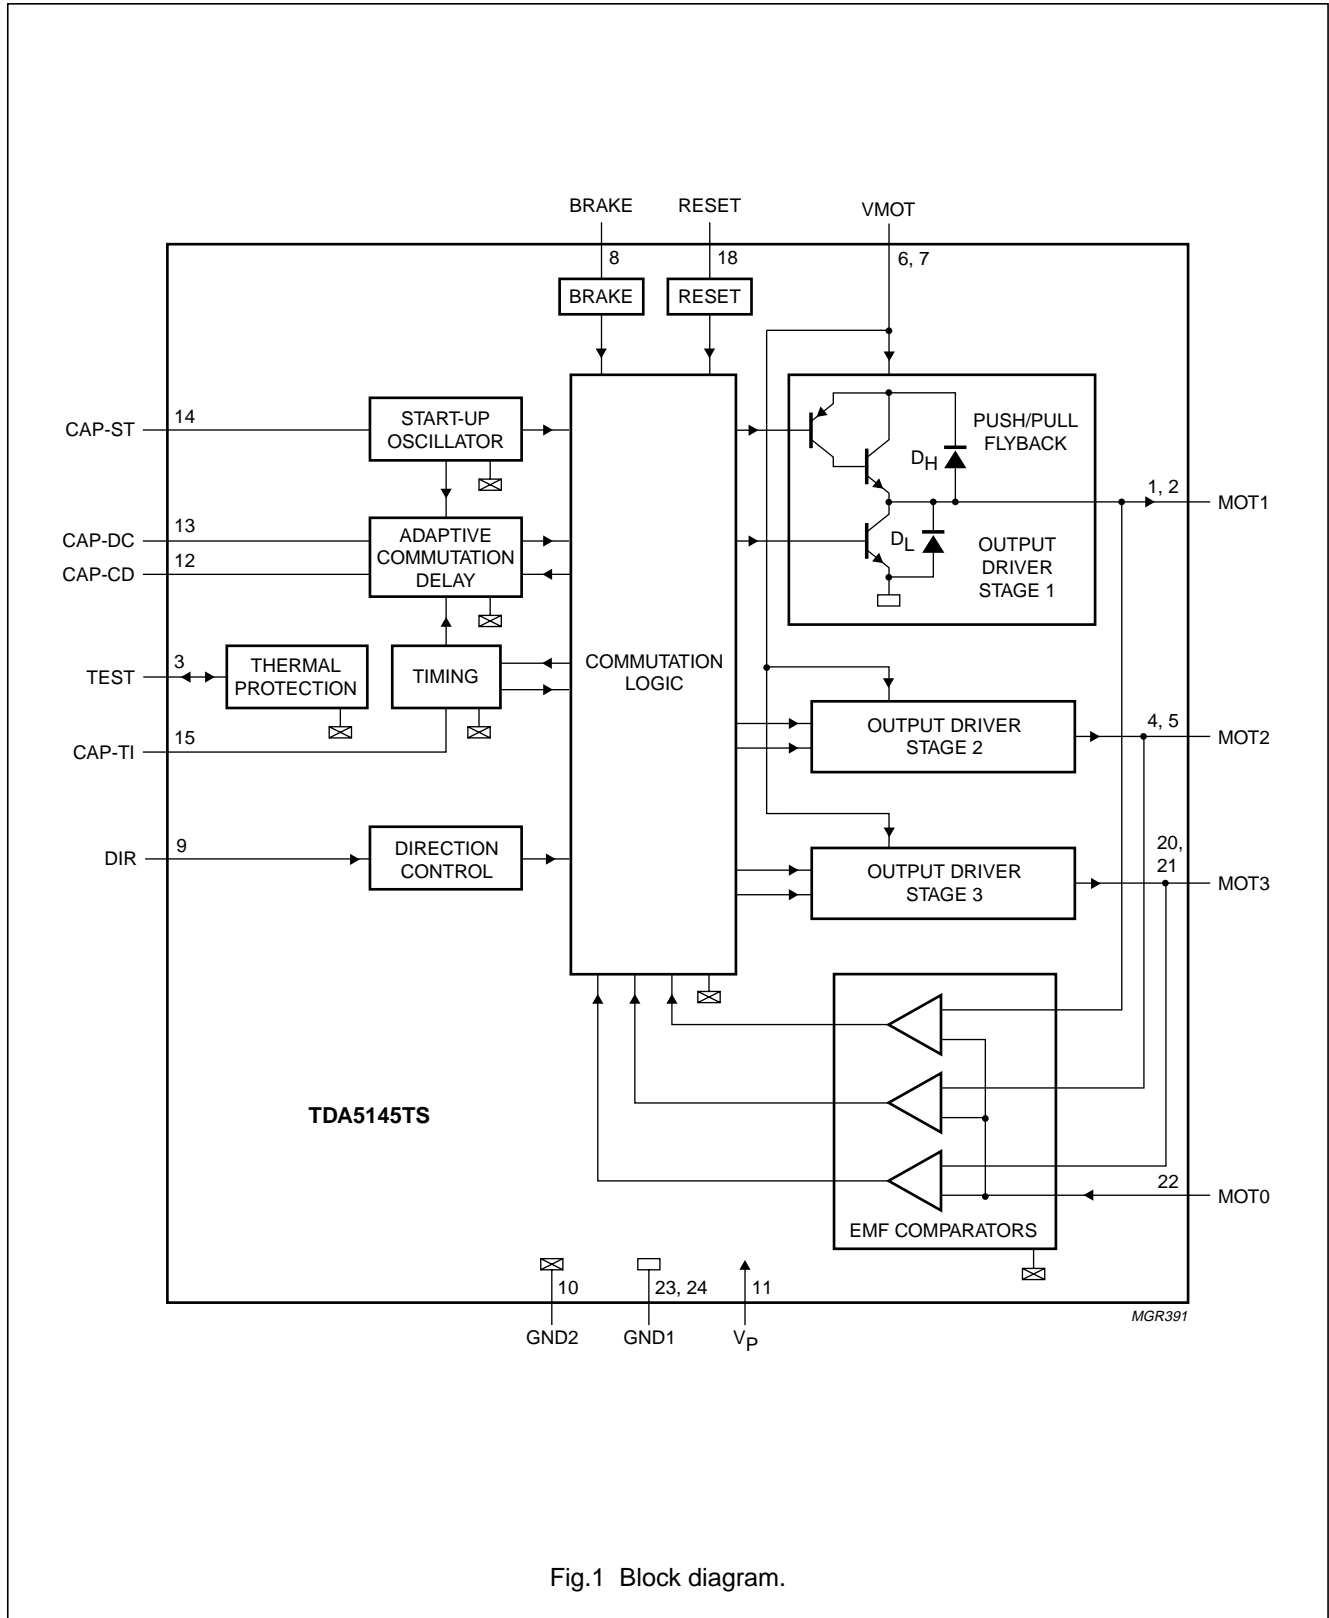 BRAKE RESET VMOT
8 18 6, 7
BRAKE RESET
CAP-ST 14
START-UP
OSCILLATOR
PUSH/PULL
FLYBACK
DH
1, 2 MOT1
CAP-DC 13
CAP-CD 12
ADAPTIVE
COMMUTATION
DELAY
DL
OUTPUT
DRIVER
STAGE 1
TEST 3
THERMAL
PROTECTION
TIMING
COMMUTATION
LOGIC
CAP-TI 15
OUTPUT DRIVER
STAGE 2
4, 5 MOT2
DIR 9
DIRECTION
CONTROL
OUTPUT DRIVER
STAGE 3
20,
21 MOT3
TDA5145TS
22 MOT0
EMF COMPARATORS
10 23, 24 11
GND2 GND1 VP
MGR391
Fig.1 Block diagram.